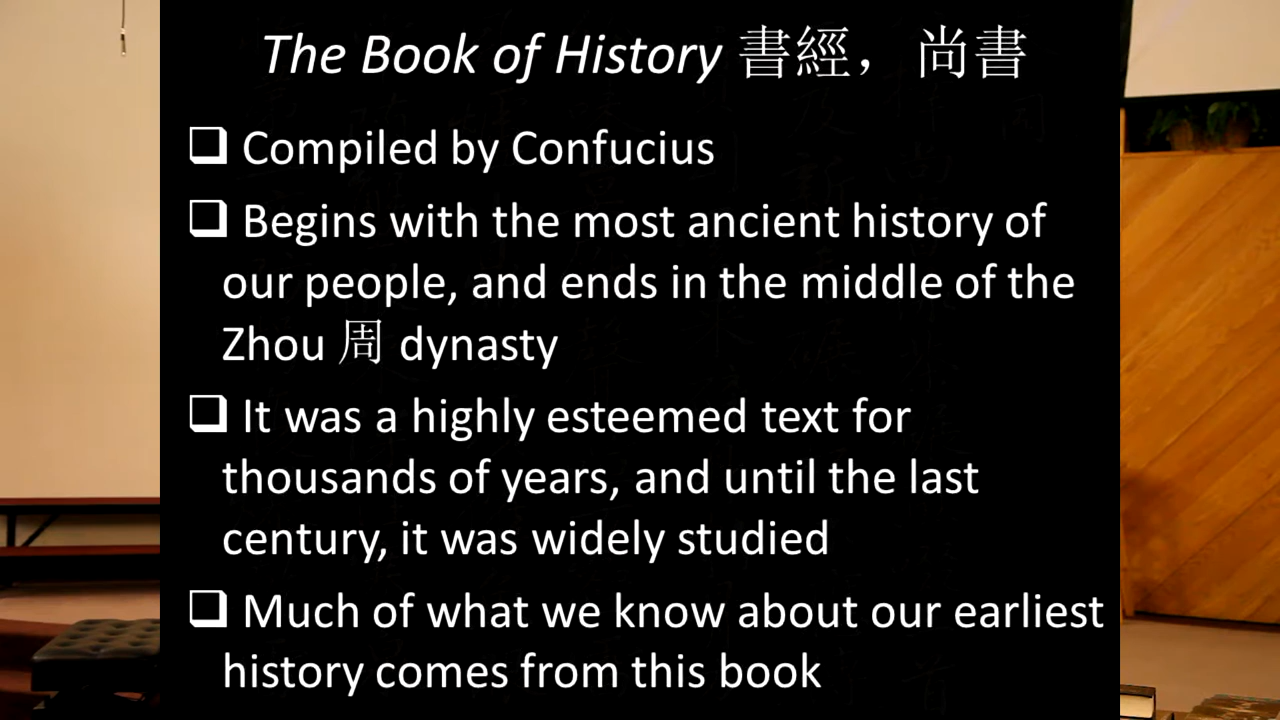 The Book of History 書經， 尚書
❑ Compiled by Confucius
❑ Begins with the most ancient history of
our people, and ends in the middle of the
Zhou 周 dynasty
❑ It was a highly esteemed text for
thousands of years, and until the last
century, it was widely studied
❑ Much of what we know about our earliest
history comes from this book